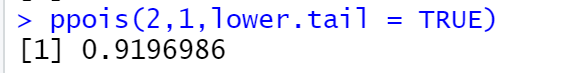 > ppois(2,1,lower.tail = TRUE)
[1] 0.9196986